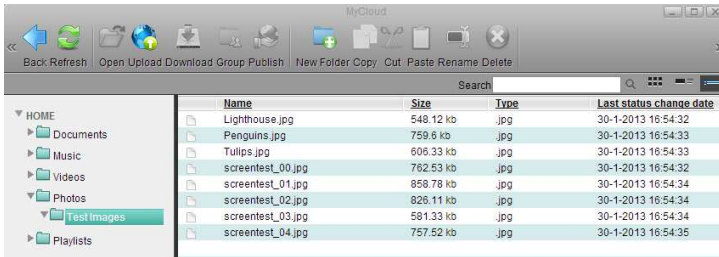 MyCloud
Back Refresh Open Upload Download Group Publish New Folder Copy Cut Paste Rename Delete
Search
Name Size Type Last status change date
HOME
Documents
Music
Videos
Photos
Test Images
Playlists
Lighthouse.jpg 548.12 kb .jpg 30-1-2013 16:54:32
Penguins.jpg 759.6 kb .jpg 30-1-2013 16:54:33
Tulips.jpg 606.33 kb .jpg 30-1-2013 16:54:33
screentest_00.jpg 762.53 kb .jpg 30-1-2013 16:54:32
screentest_01.jpg 858.78 kb .jpg 30-1-2013 16:54:34
screentest_02.jpg 826.11 kb .jpg 30-1-2013 16:54:34
screentest_03.jpg 581.33 kb .jpg 30-1-2013 16:54:34
screentest_04.jpg 757.52 kb .jpg 30-1-2013 16:54:35